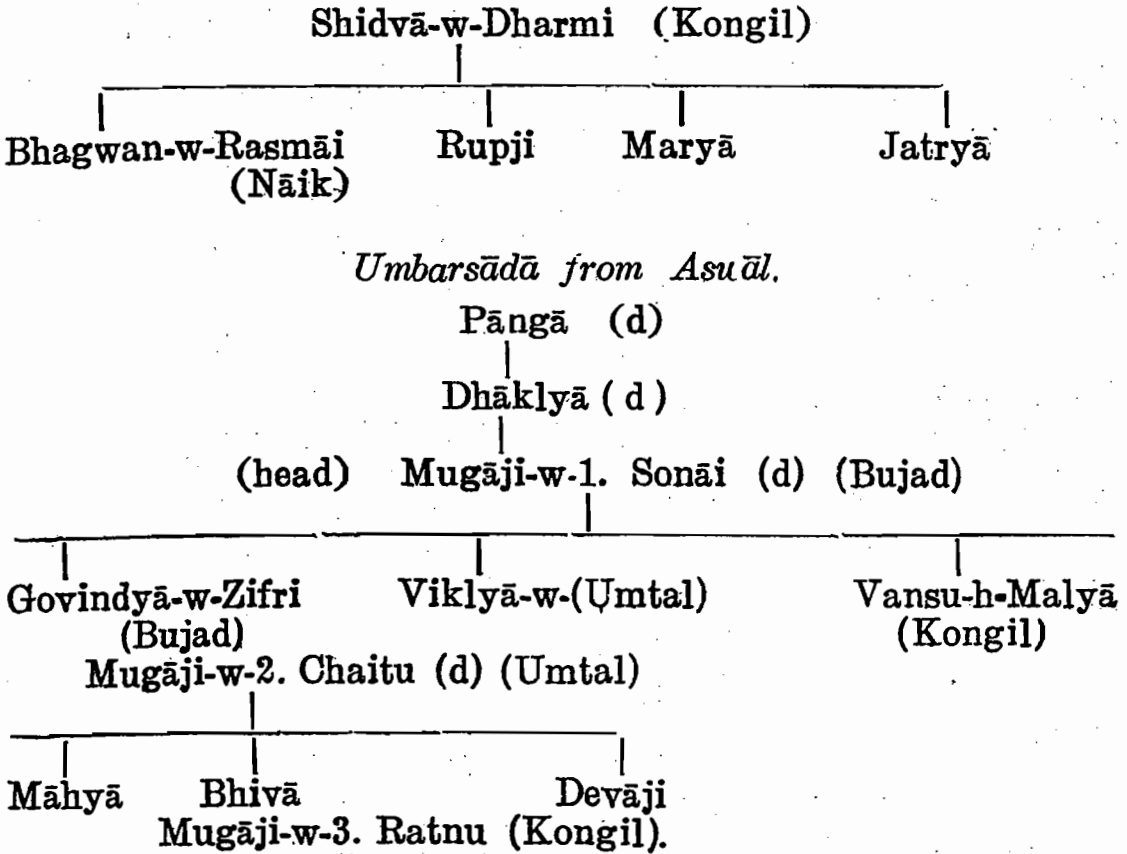 Shidvā-w-Dharmi (Kongil)
Bhagwan-w-Rasmāi Rupji Maryā Jatryā
(Nāik)
Umbarsādā from Asuāl.
Pāngā (d)
Dhāklyā ( d )
(head) Mugāji-w-1. Sonāi (d) (Bujad)
Govindyā-w-Zifri Viklyā-w-(Umtal) Vansu-h-Malyā
(Bujad) (Kongil)
Mugāji-w-2. Chaitu (d) (Umtal)
Māhyā Bhivā Devāji
Mugāji-w-3. Ratnu (Kongil).